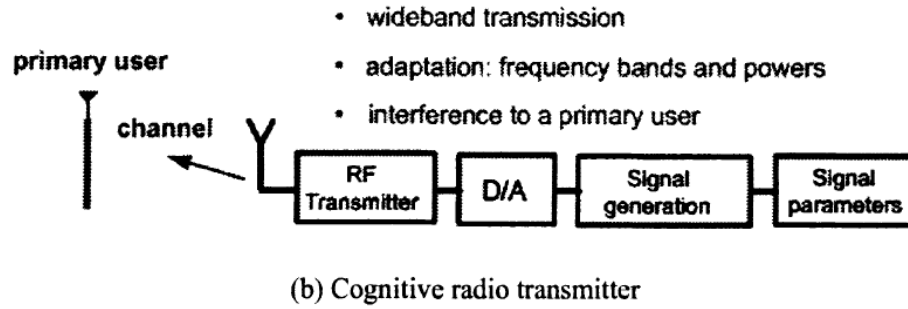 • wideband transmission
• adaptation: frequency bands and powers
• interference to a primary user
primary user
channel
RF
Transmitter
D/A
Signal
generation
Signal
parameters
(b) Cognitive radio transmitter